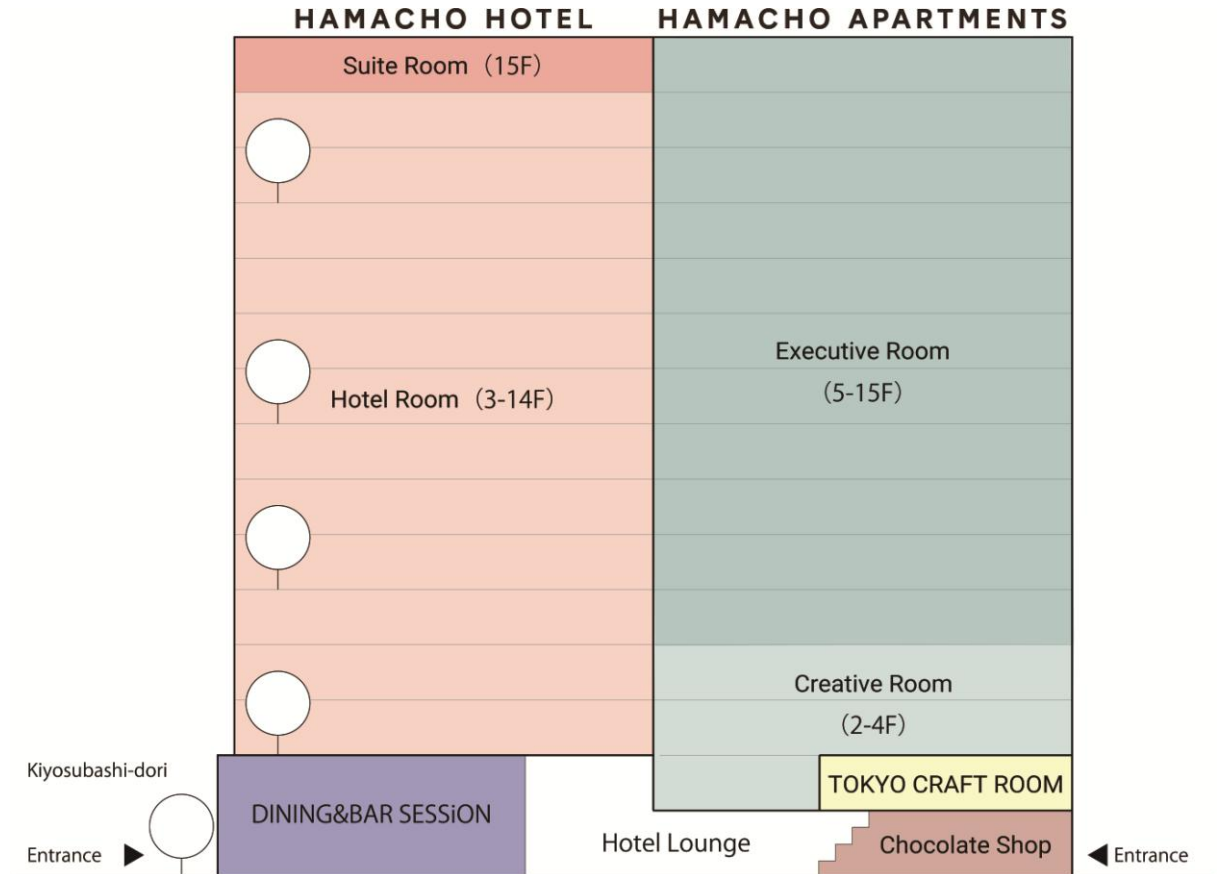 HAMACHO HOTEL
HAMACHO APARTMENTS
Suite Room（15F）
Hotel Room（3-14F）
Executive Room
（5-15F）
Creative Room
（2-4F）
Kiyosubashi-dori
Entrance ▶
DINING&BAR SESSiON
Hotel Lounge
TOKYO CRAFT ROOM
Chocolate Shop
◀ Entrance